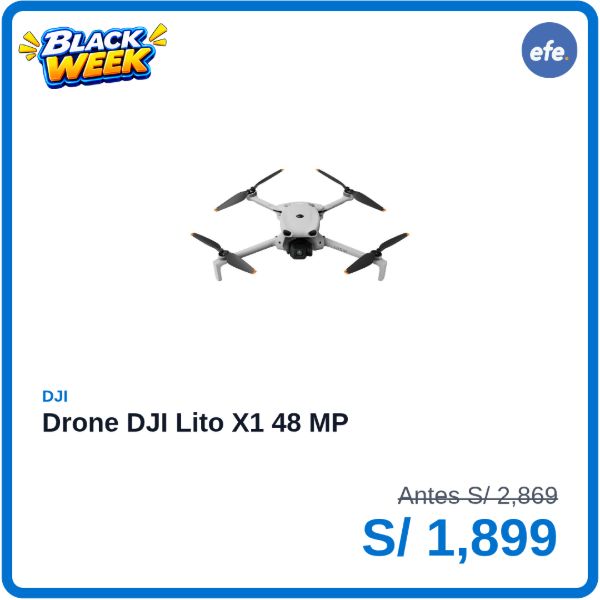 BLACK
WEEK
efe.
DJI
Drone DJI Lito X1 48 MP
Antes S/ 2,869
S/ 1,899